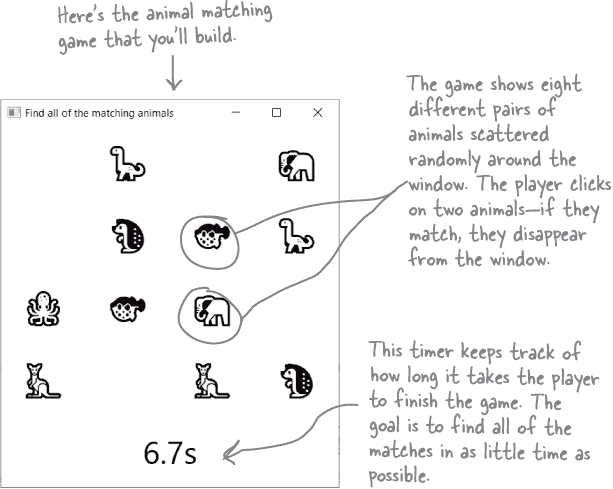 Here's the animal matching
game that you'll build.
Find all of the matching animals
The game shows eight
different pairs of
animals scattered
randomly around the
window. The player clicks
on two animals—if they
match, they disappear
from the window.
This timer keeps track of
how long it takes the player
to finish the game. The
goal is to find all of the
matches in as little time as
possible.
6.7s